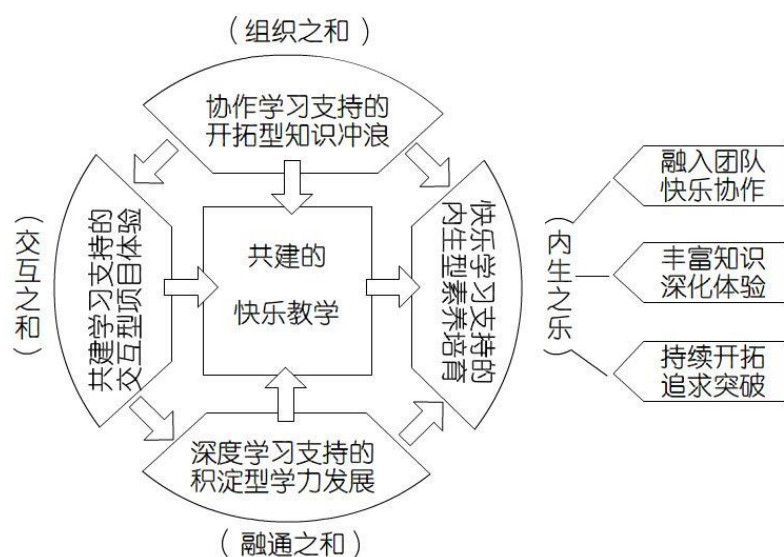 （组织之和）
协作学习支持的
开拓型知识冲浪
（交互之和）
共建学习支持的
交互型项目体验
共建的
快乐教学
快乐学习支持的
内生型素养培育
（内生之乐）
融入团队
快乐协作
丰富知识
深化体验
持续开拓
追求突破
深度学习支持的
积淀型学力发展
（融通之和）